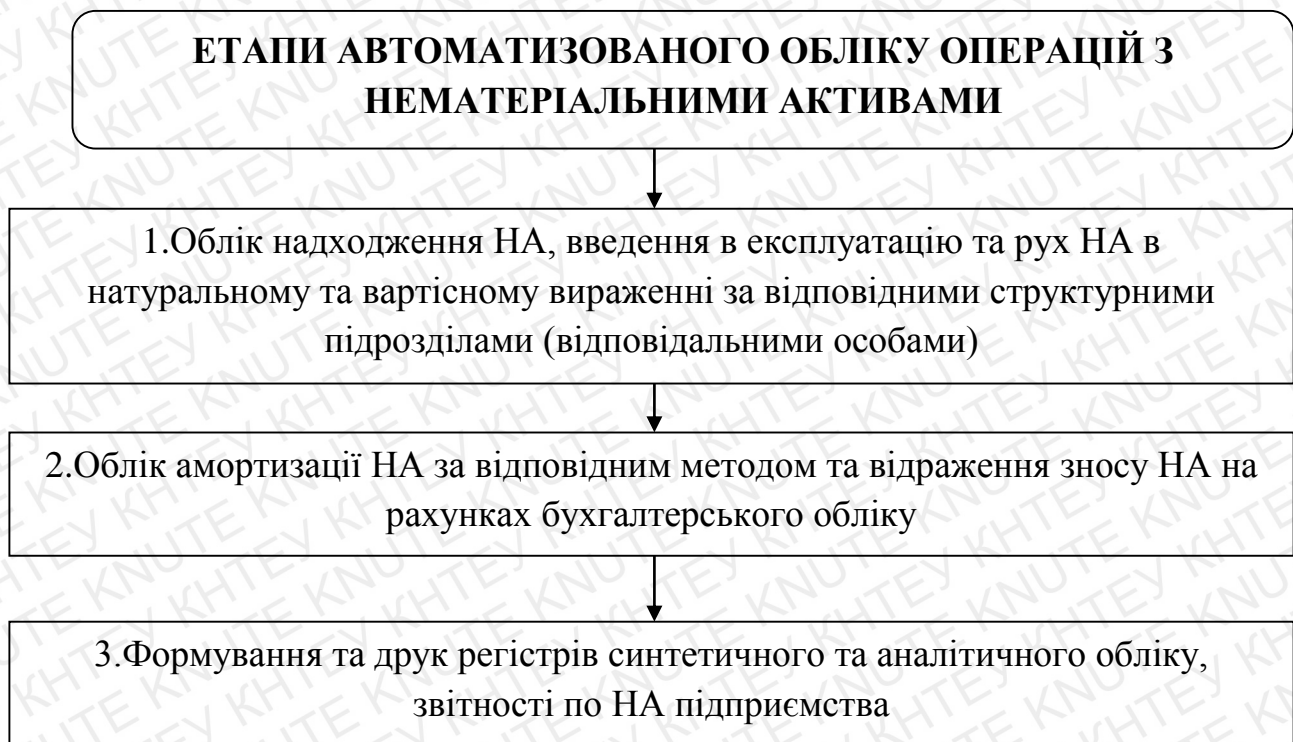 ЕТАПИ АВТОМАТИЗОВАНОГО ОБЛІКУ ОПЕРАЦІЙ З
НЕМАТЕРІАЛЬНИМИ АКТИВАМИ
1.Облік надходження НА, введення в експлуатацію та рух НА в
натуральному та вартісному вираженні за відповідними структурними
підрозділами (відповідальними особами)
2.Облік амортизації НА за відповідним методом та відраження зносу НА на
рахунках бухгалтерського обліку
3.Формування та друк регістрів синтетичного та аналітичного обліку,
звітності по НА підприємства